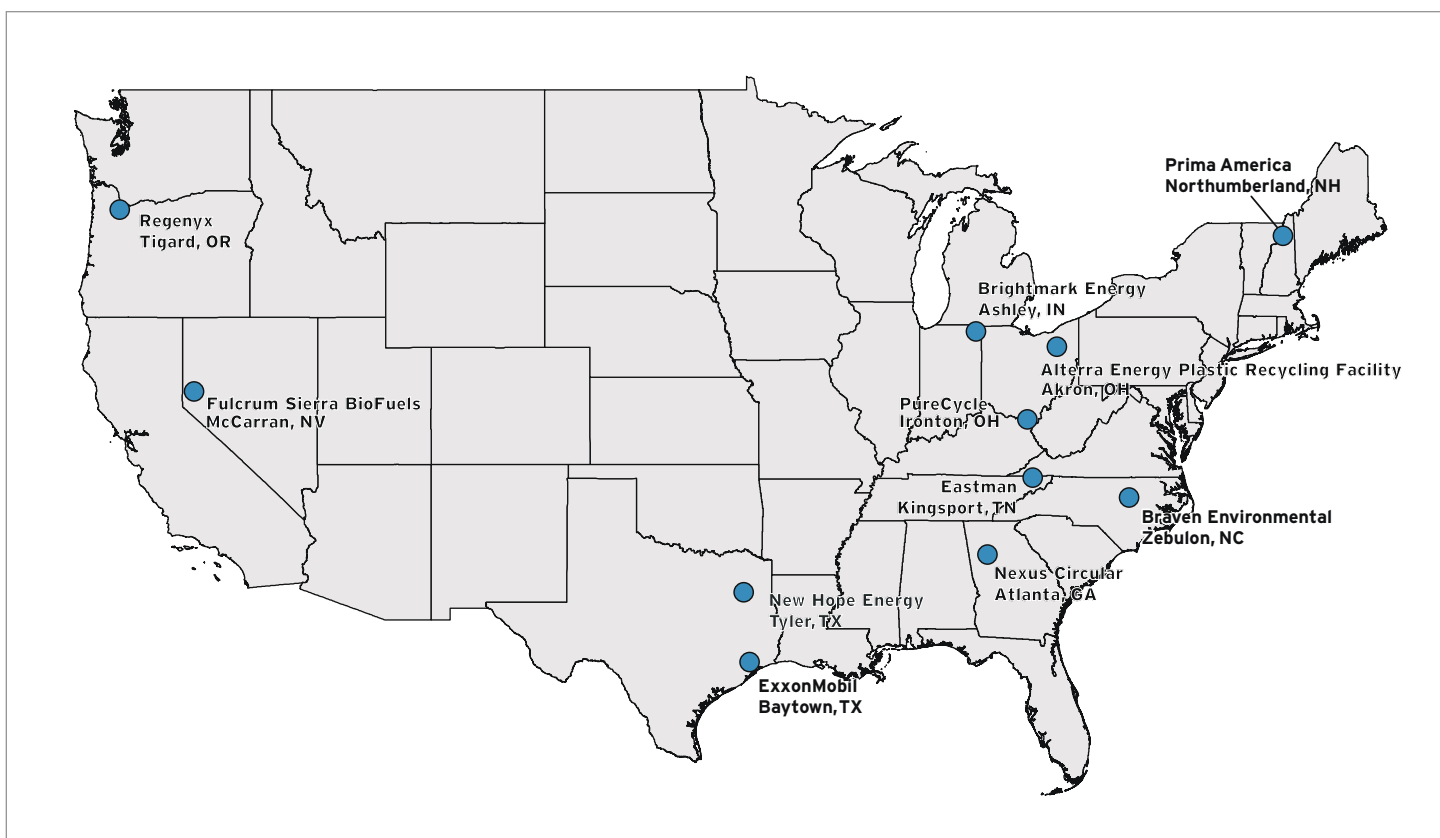 Prima America
Northumberland, NH
Regenyx
Tigard, OR
Brightmark Energy
Ashley, IN
Alterra Energy Plastic Recycling Facility
Akron, OH
Fulcrum Sierra BioFuels
McCarran, NV
PureCycle
Ironton, OH
Eastman
Kingsport, TN
Braven Environmental
Zebulon, NC
Nexus Circular
Atlanta, GA
New Hope Energy
Tyler, TX
ExxonMobil
Baytown, TX